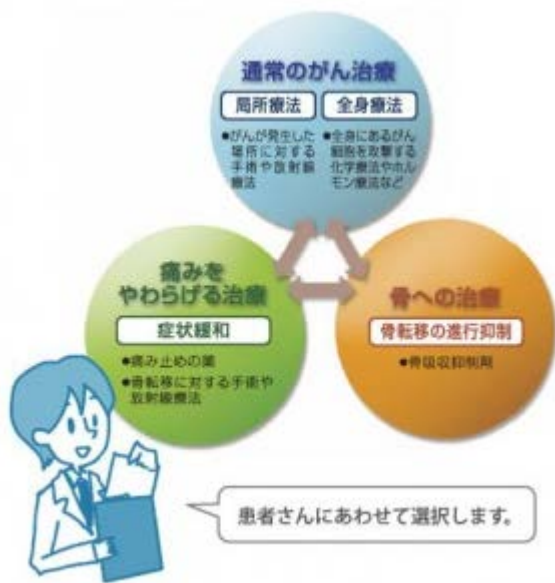 通常のがん治療
局所療法
●がんが発生した
場所に対する
手術や放射線
療法
全身療法
●全身にあるがん
細胞を攻撃する
化学療法やホル
モン療法など
痛みを
やわらげる治療
症状緩和
●痛み止めの薬
●骨転移に対する手術や
放射線療法
骨への治療
骨転移の進行抑制
●骨吸収抑制剤
患者さんにあわせて選択します。